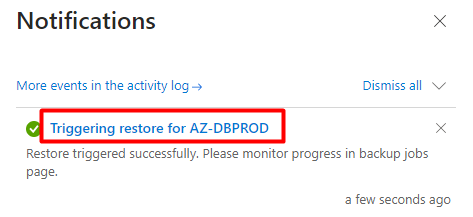 Notifications
More events in the activity log →
Dismiss all
Triggering restore for AZ-DBPROD
Restore triggered successfully. Please monitor progress in backup jobs
page.
a few seconds ago